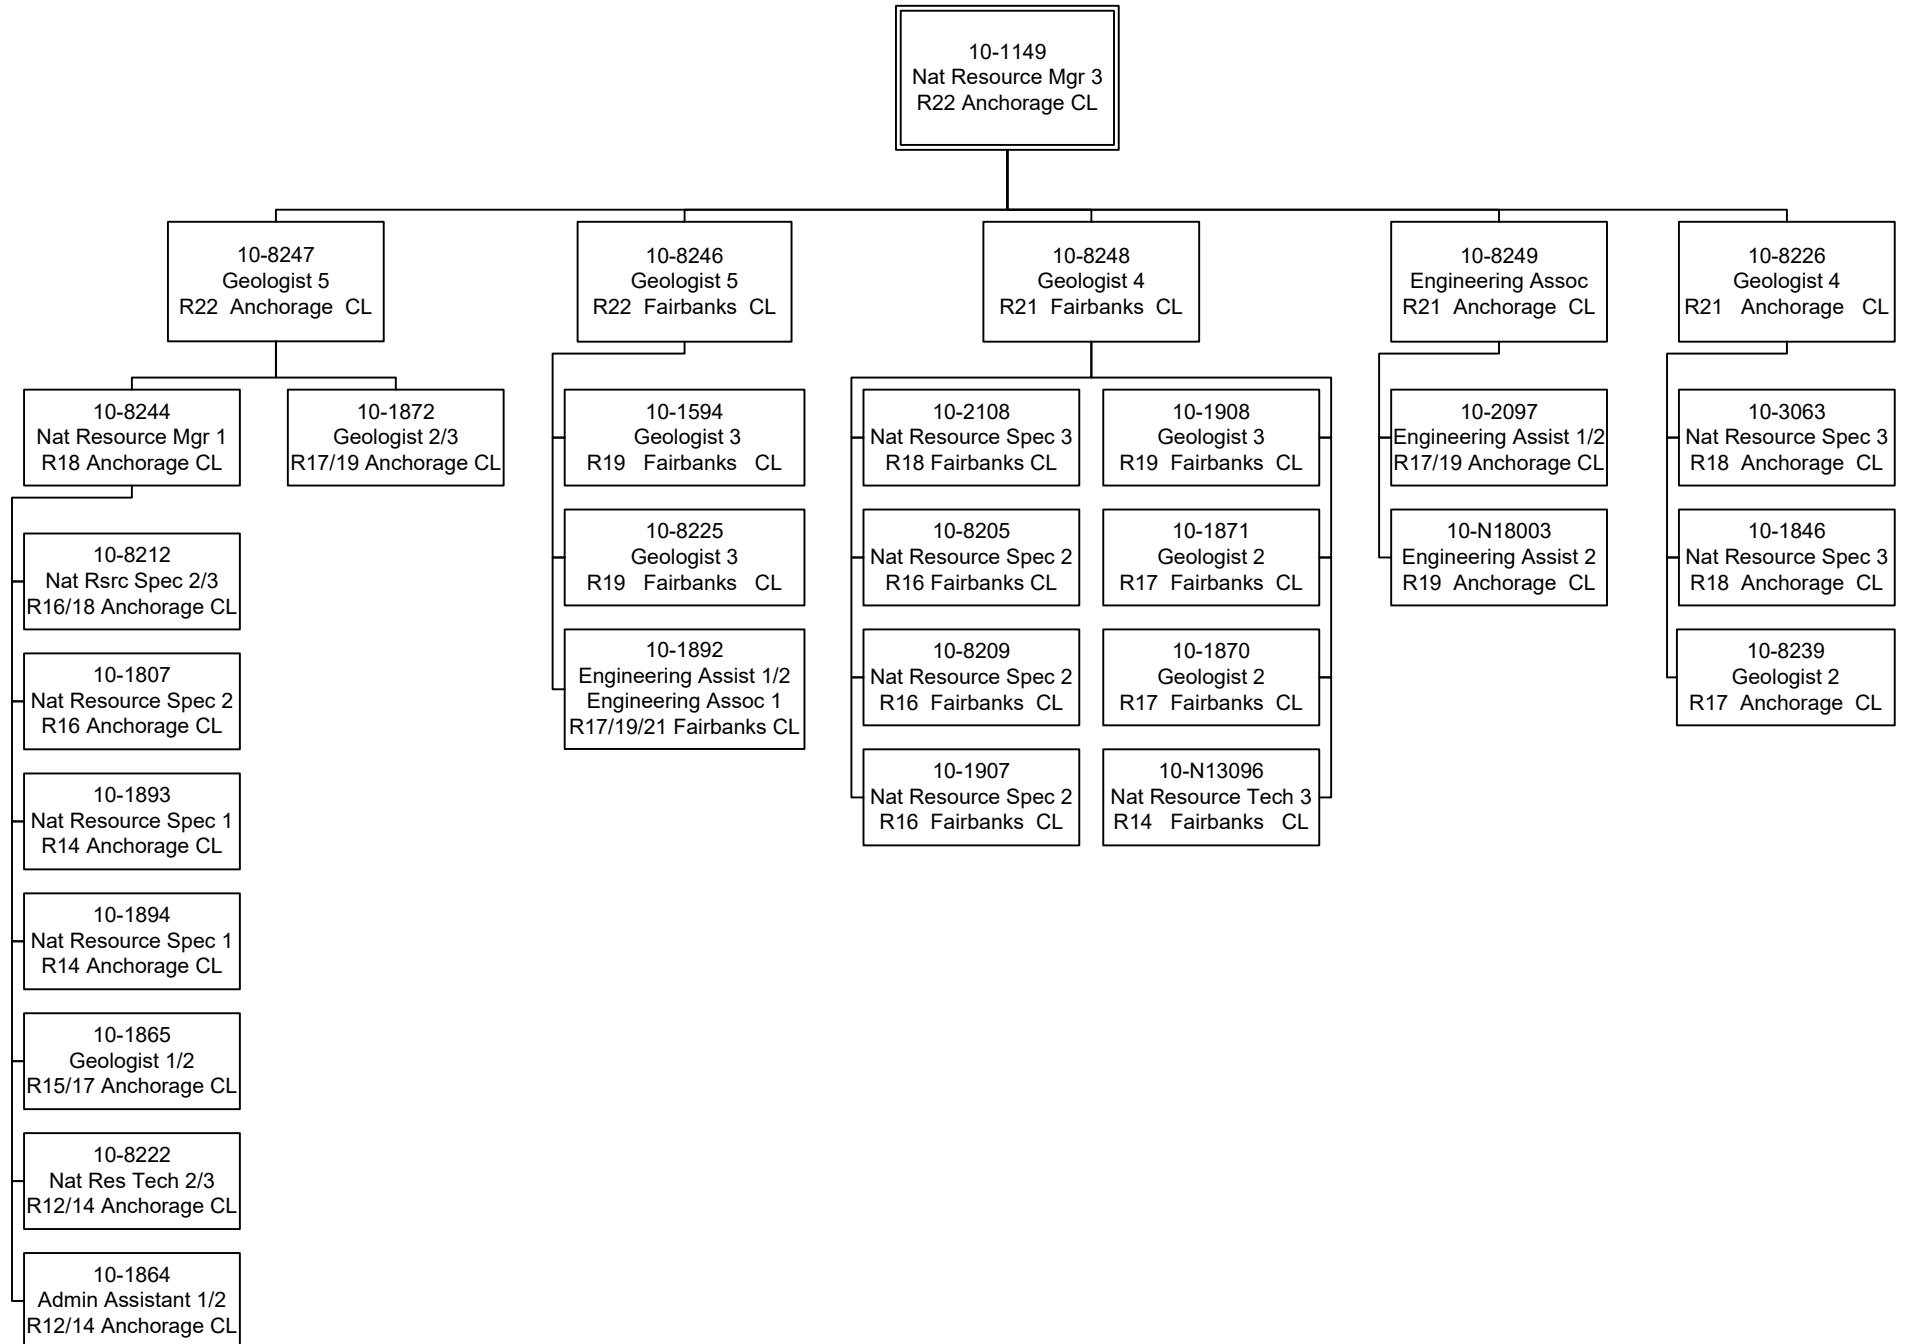 10-1149
Nat Resource Mgr 3
R22 Anchorage CL
10-8247
Geologist 5
R22 Anchorage CL
10-8246
Geologist 5
R22 Fairbanks CL
10-8248
Geologist 4
R21 Fairbanks CL
10-8249
Engineering Assoc
R21 Anchorage CL
10-8226
Geologist 4
R21 Anchorage CL
10-8244
Nat Resource Mgr 1
R18 Anchorage CL
10-1872
Geologist 2/3
R17/19 Anchorage CL
10-8212
Nat Rsrc Spec 2/3
R16/18 Anchorage CL
10-1807
Nat Resource Spec 2
R16 Anchorage CL
10-1893
Nat Resource Spec 1
R14 Anchorage CL
10-1894
Nat Resource Spec 1
R14 Anchorage CL
10-1865
Geologist 1/2
R15/17 Anchorage CL
10-8222
Nat Res Tech 2/3
R12/14 Anchorage CL
10-1864
Admin Assistant 1/2
R12/14 Anchorage CL
10-1594
Geologist 3
R19 Fairbanks CL
10-8225
Geologist 3
R19 Fairbanks CL
10-1892
Engineering Assist 1/2
Engineering Assoc 1
R17/19/21 Fairbanks CL
10-2108
Nat Resource Spec 3
R18 Fairbanks CL
10-8205
Nat Resource Spec 2
R16 Fairbanks CL
10-8209
Nat Resource Spec 2
R16 Fairbanks CL
10-1907
Nat Resource Spec 2
R16 Fairbanks CL
10-1908
Geologist 3
R19 Fairbanks CL
10-1871
Geologist 2
R17 Fairbanks CL
10-1870
Geologist 2
R17 Fairbanks CL
10-N13096
Nat Resource Tech 3
R14 Fairbanks CL
10-2097
Engineering Assist 1/2
R17/19 Anchorage CL
10-N18003
Engineering Assist 2
R19 Anchorage CL
10-3063
Nat Resource Spec 3
R18 Anchorage CL
10-1846
Nat Resource Spec 3
R18 Anchorage CL
10-8239
Geologist 2
R17 Anchorage CL